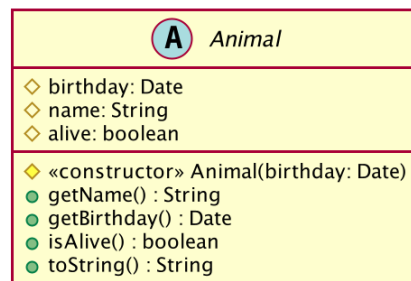 A Animal
birthday: Date
name: String
alive: boolean
«constructor» Animal(birthday: Date)
getName() : String
getBirthday() : Date
isAlive() : boolean
toString() : String